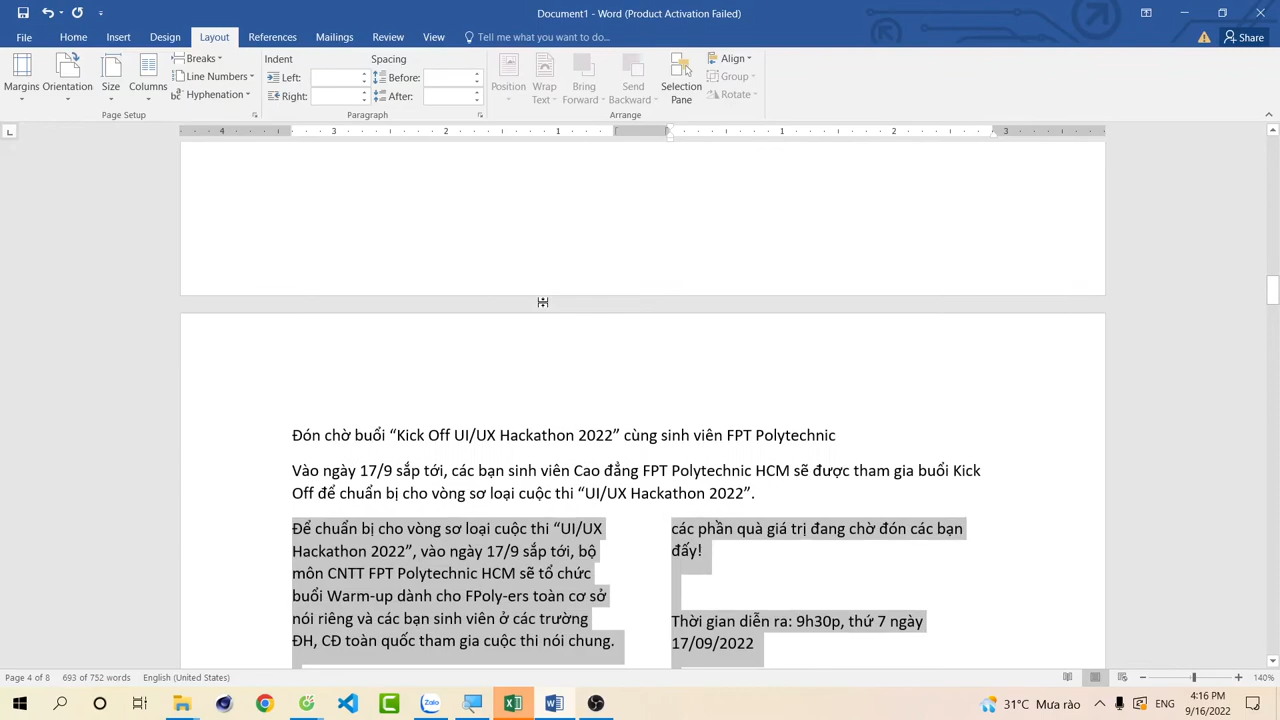 Document1 - Word (Product Activation Failed)
File Home Insert Design Layout References Mailings Review View Tell me what you want to do... Share
Margins Orientation Size Columns
Breaks
Line Numbers
Hyphenation
Page Setup
Indent
Left:
Right:
Spacing
Before:
After:
Paragraph
Position
Wrap Text
Bring Forward
Send Backward
Selection Pane
Align
Group
Rotate
Arrange
4 3 2 1 1 2 3
Đón chờ buổi “Kick Off UI/UX Hackathon 2022” cùng sinh viên FPT Polytechnic
Vào ngày 17/9 sắp tới, các bạn sinh viên Cao đẳng FPT Polytechnic HCM sẽ được tham gia buổi Kick
Off để chuẩn bị cho vòng sơ loại cuộc thi “UI/UX Hackathon 2022”.
Để chuẩn bị cho vòng sơ loại cuộc thi “UI/UX
Hackathon 2022”, vào ngày 17/9 sắp tới, bộ
môn CNTT FPT Polytechnic HCM sẽ tổ chức
buổi Warm-up dành cho FPoly-ers toàn cơ sở
nói riêng và các bạn sinh viên ở các trường
ĐH, CĐ toàn quốc tham gia cuộc thi nói chung.
các phần quà giá trị đang chờ đón các bạn
đấy!
Thời gian diễn ra: 9h30p, thứ 7 ngày
17/09/2022
Page 4 of 8 693 of 752 words English (United States) 140%
Zalo
31°C Mưa rào ENG 4:16 PM
9/16/2022